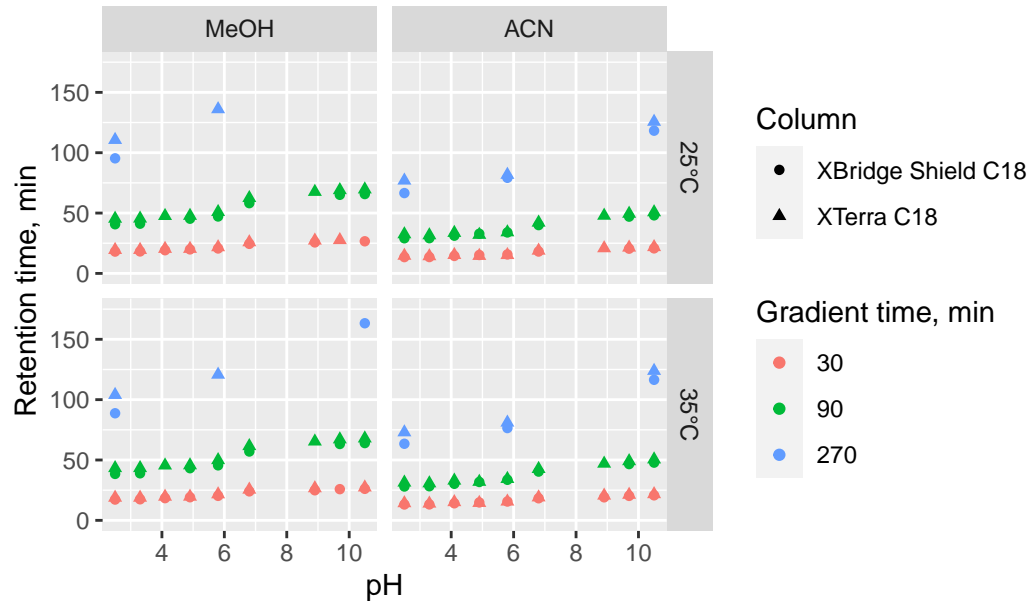 MeOH ACN
150
100
50
0
25°C
150
100
50
0
35°C
4 6 8 10 4 6 8 10
pH
Retention time, min
Column
XBridge Shield C18
XTerra C18
Gradient time, min
30
90
270